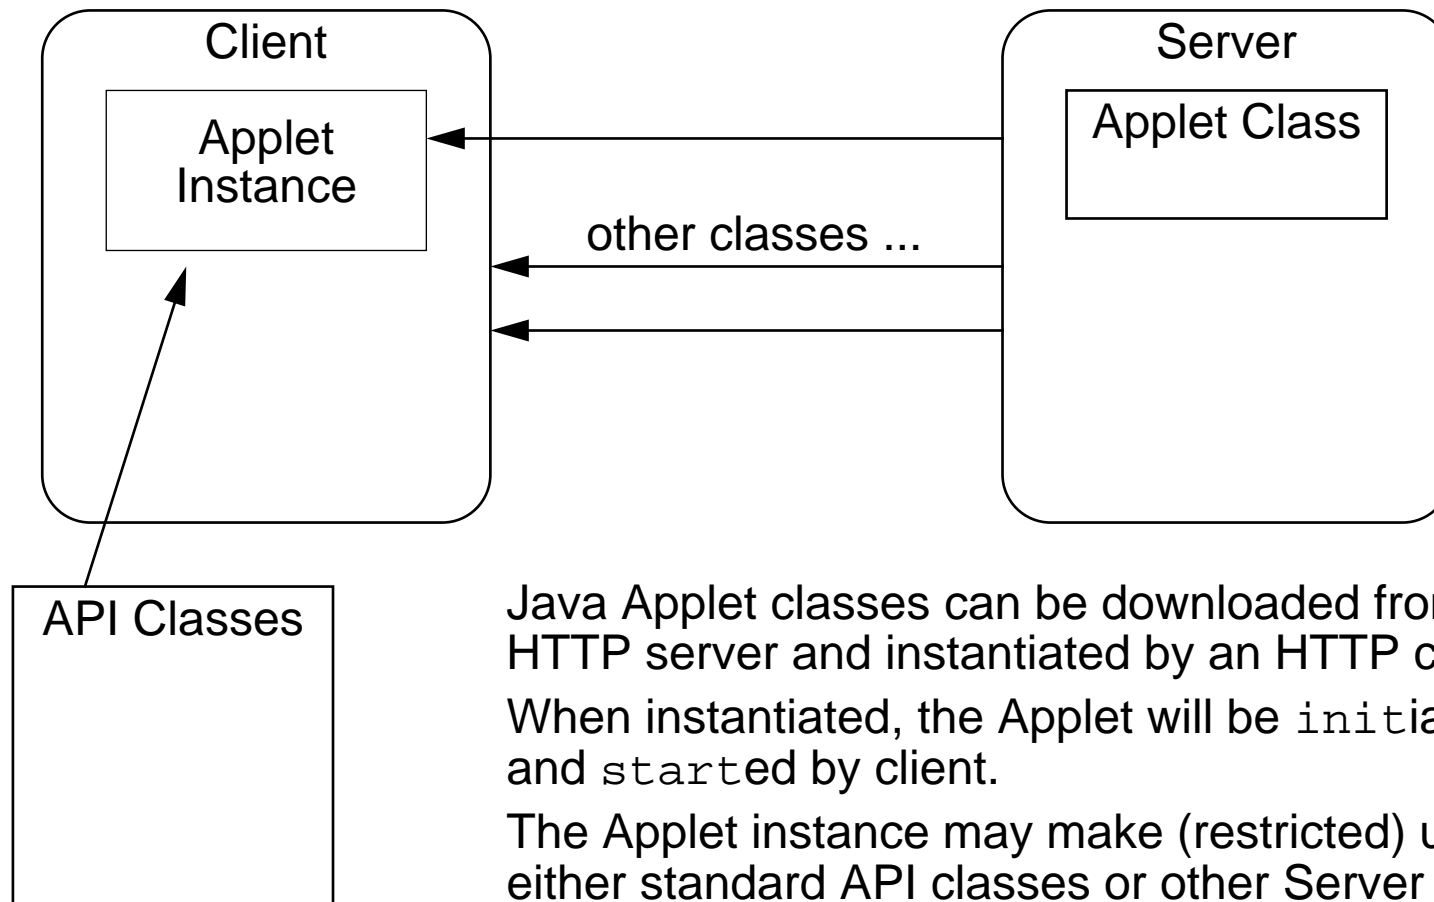 Client
Server
Applet
Instance
Applet Class
other classes ...
API Classes
Java Applet classes can be downloaded
HTTP server and instantiated by an HTTP
When instantiated, the Applet will be
and started by client.
The Applet instance may make (restricted)
either standard API classes or other Server